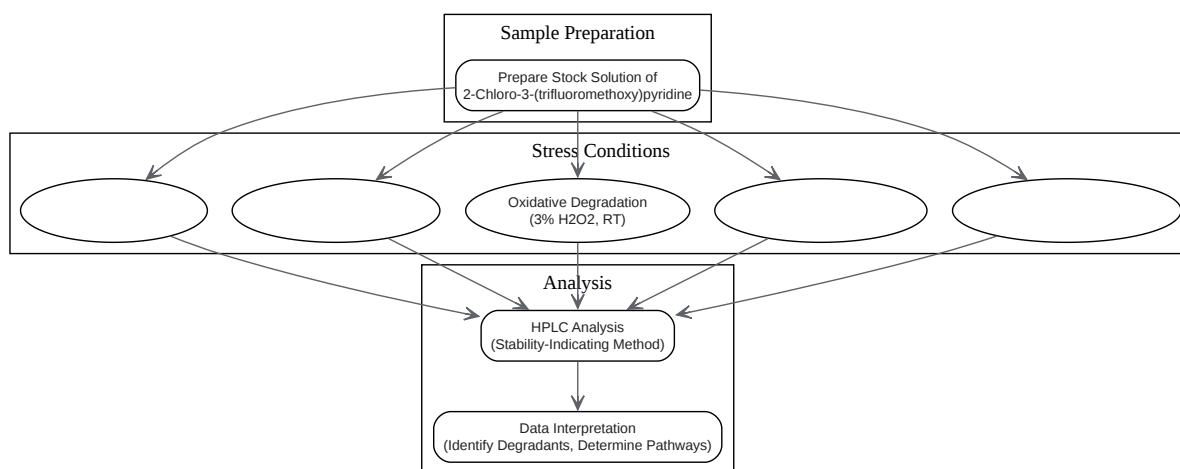 Sample Preparation
Prepare Stock Solution of
2-Chloro-3-(trifluoromethoxy)pyridine
Stress Conditions
Oxidative Degradation
(3% H2O2, RT)
Analysis
HPLC Analysis
(Stability-Indicating Method)
Data Interpretation
(Identify Degradants, Determine Pathways)